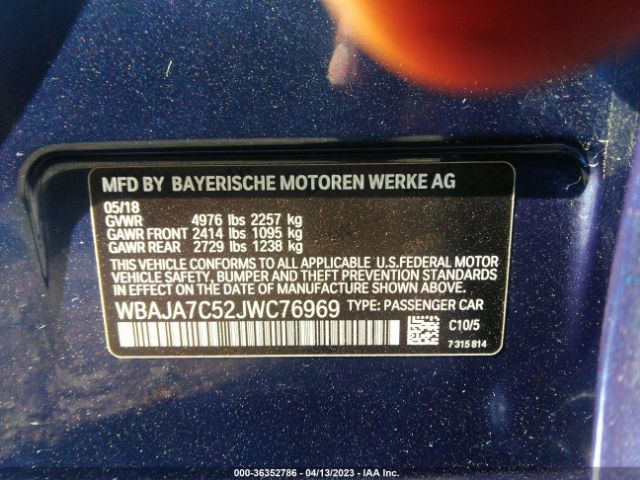 MFD BY BAYERISCHE MOTOREN WERKE AG
05/18
GVWR 4976 lbs 2257 kg
GAWR FRONT 2414 lbs 1095 kg
GAWR REAR 2729 lbs 1238 kg
THIS VEHICLE CONFORMS TO ALL APPLICABLE U.S.FEDERAL MOTOR
VEHICLE SAFETY, BUMPER AND THEFT PREVENTION STANDARDS
IN EFFECT ON THE DATE OF MANUFACTURE SHOWN ABOVE.
WBAJA7C52JWC76969 TYPE: PASSENGER CAR
C10/5
7 315 814
000-36352786 - 04/13/2023 - IAA Inc.